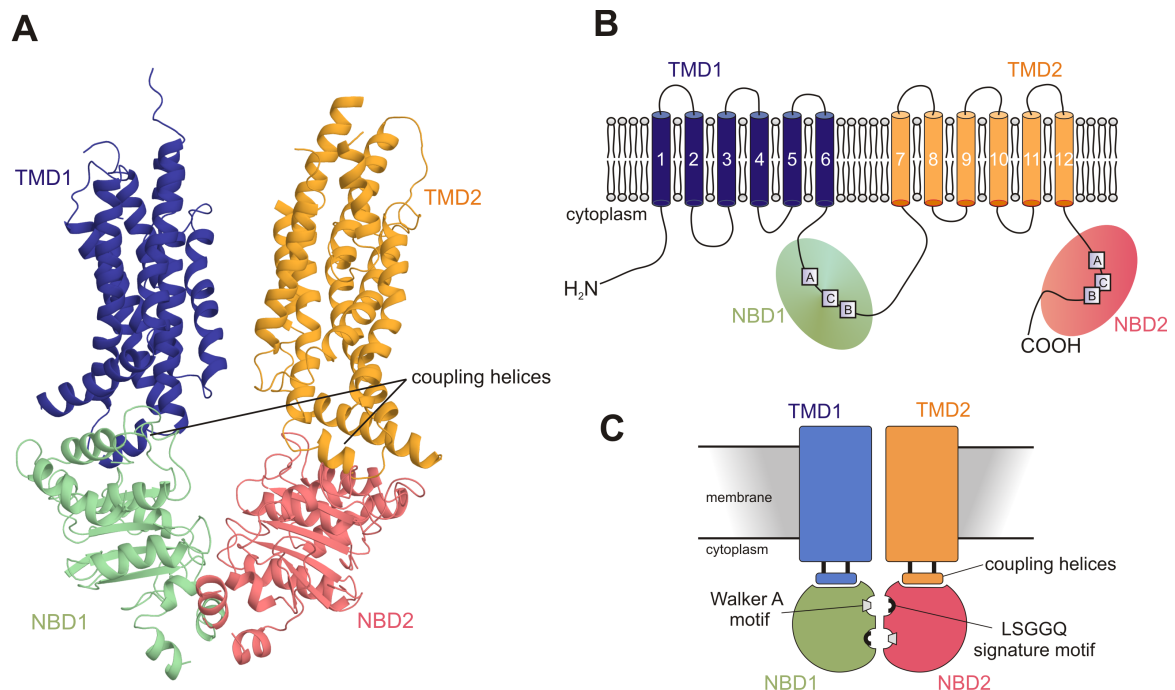 A
TMD1
TMD2
coupling helices
NBD1
NBD2
B
TMD1
TMD2
1 2 3 4 5 6 7 8 9 10 11 12
cytoplasm
H₂N
A
C
B
NBD1
A
C
B
NBD2
COOH
C
TMD1
TMD2
membrane
cytoplasm
coupling helices
Walker A
motif
LSGGQ
signature motif
NBD1
NBD2